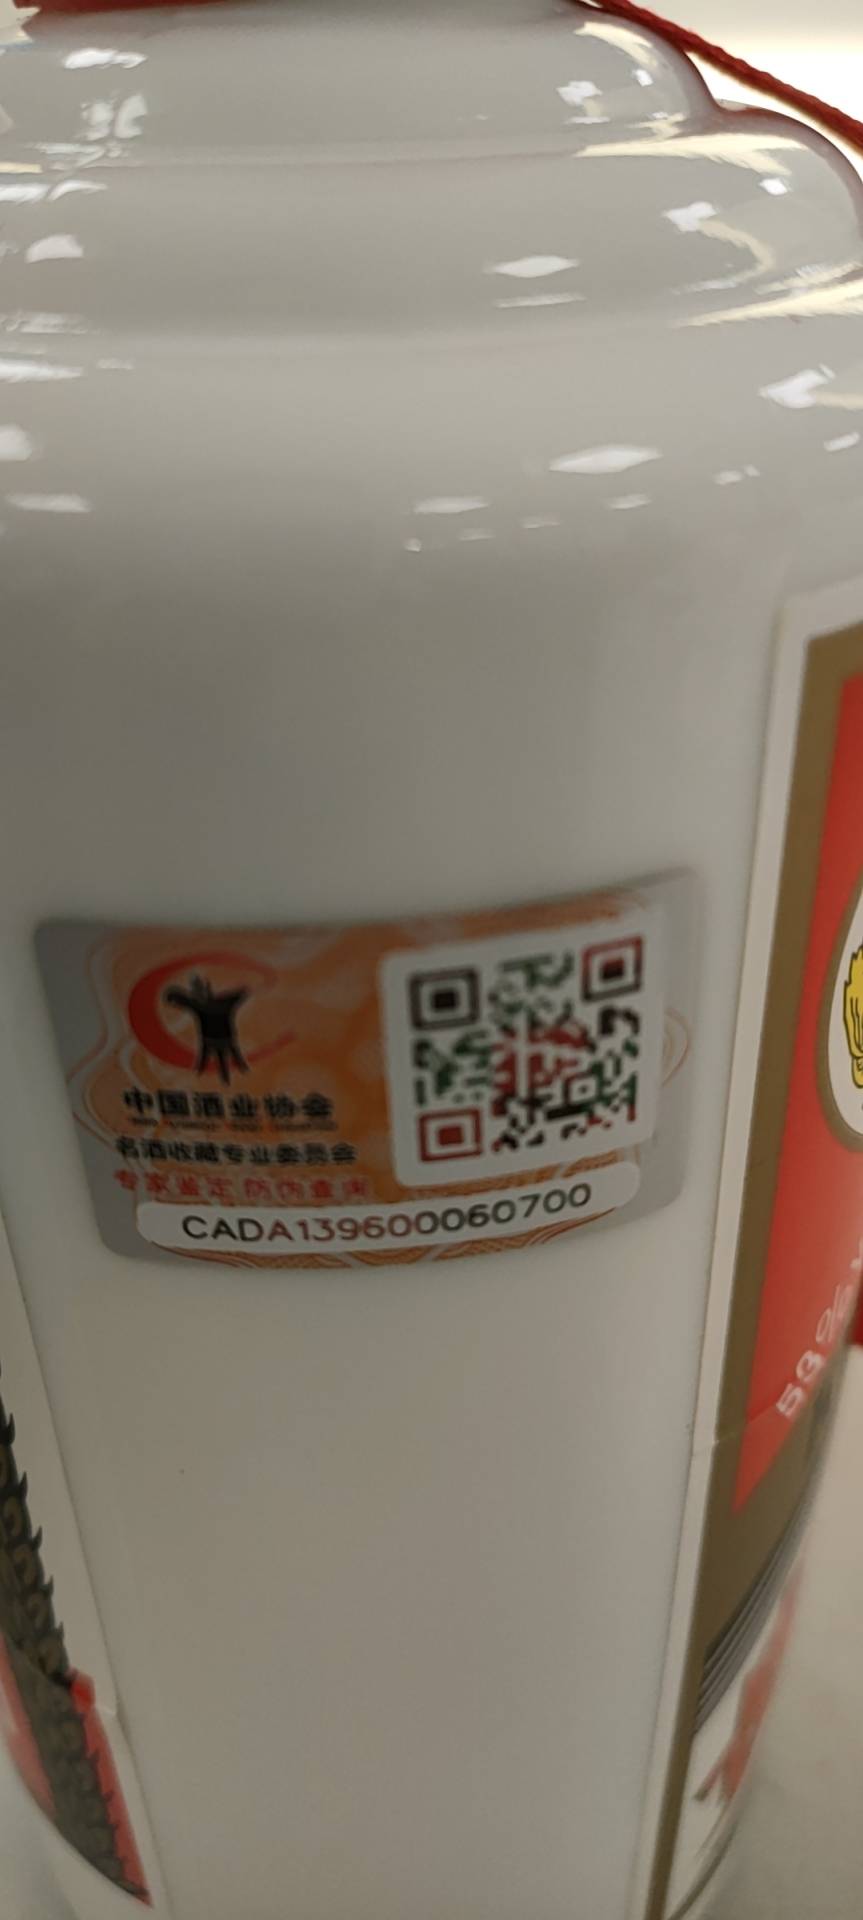 中国酒业协会
名酒收藏专业委员会
专家鉴定 防伪查询
CADA139600060700
53%